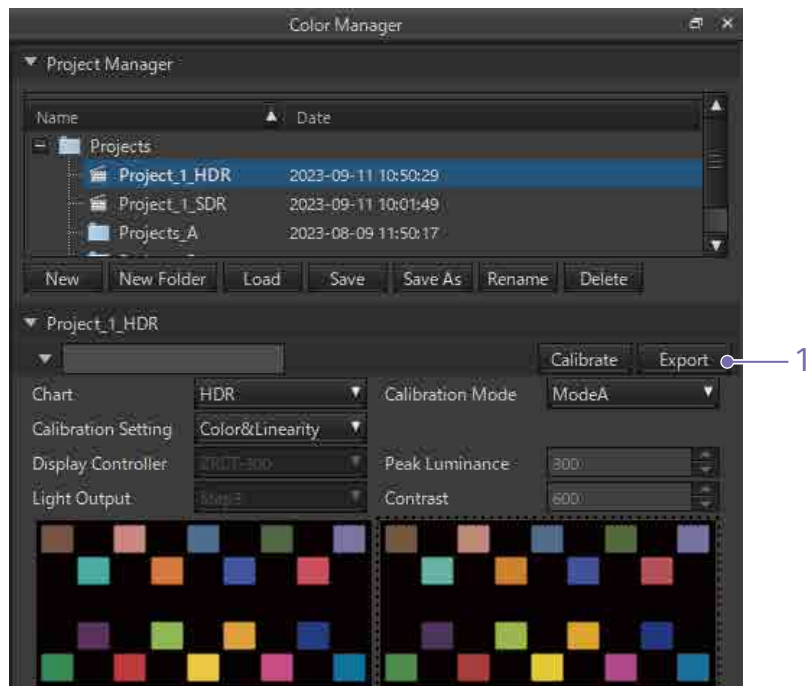 Color Manager
Project Manager
Name Date
Projects
Project_1_HDR 2023-09-11 10:50:29
Project_1_SDR 2023-09-11 10:01:49
Projects_A 2023-08-09 11:50:17
New New Folder Load Save Save As Rename Delete
Project_1_HDR
Calibrate Export 1
Chart HDR Calibration Mode ModeA
Calibration Setting Color&Linearity
Display Controller ZRCT-300 Peak Luminance 300
Light Output Step3 Contrast 600